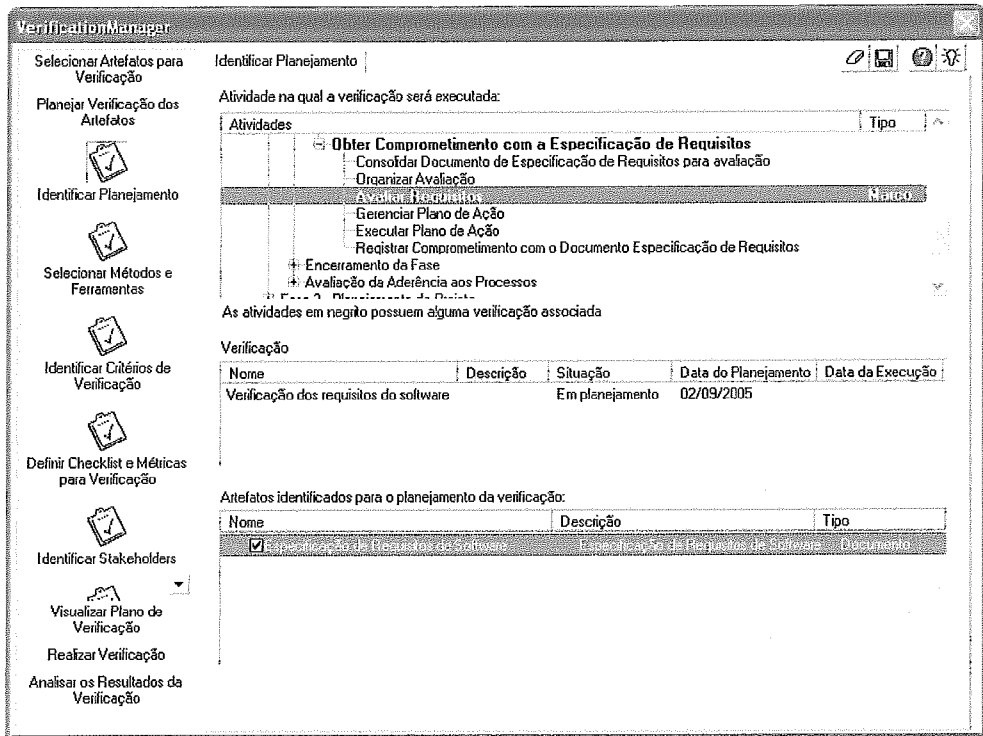 VerificationManager
Selecionar Artefatos para
Verificação
Planejar Verificação dos
Artefatos
Identificar Planejamento
Selecionar Métodos e
Ferramentas
Identificar Critérios de
Verificação
Definir Checklist e Métricas
para Verificação
Identificar Stakeholders
Visualizar Plano de
Verificação
Realizar Verificação
Analisar os Resultados da
Verificação
Identificar Planejamento
Atividade na qual a verificação será executada:
Atividades Tipo
Obter Comprometimento com a Especificação de Requisitos
Consolidar Documento de Especificação de Requisitos para avaliação
Organizar Avaliação
Avaliar Requisitos Marco
Gerenciar Plano de Ação
Executar Plano de Ação
Registrar Comprometimento com o Documento Especificação de Requisitos
Encerramento da Fase
Avaliação da Aderência aos Processos
Fase 2 - Planejamento do Projeto
As atividades em negrito possuem alguma verificação associada
Verificação
Nome Descrição Situação Data do Planejamento Data da Execução
Verificação dos requisitos do software Em planejamento 02/09/2005
Artefatos identificados para o planejamento da verificação:
Nome Descrição Tipo
Especificação de Requisitos de Software Especificação de Requisitos de Software Documento